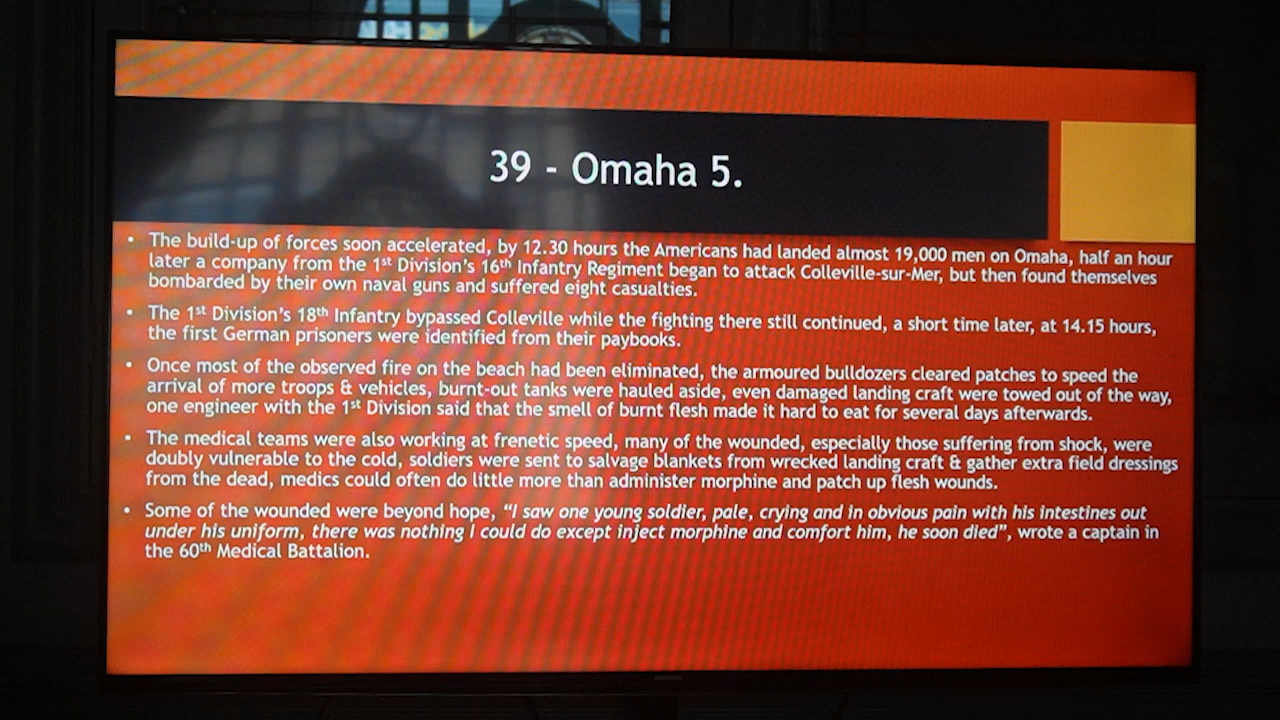 39 - Omaha 5.
• The build-up of forces soon accelerated, by 12.30 hours the Americans had landed almost 19,000 men on Omaha, half an hour
later a company from the 1st Division's 16th Infantry Regiment began to attack Colleville-sur-Mer, but then found themselves
bombarded by their own naval guns and suffered eight casualties.
• The 1st Division's 18th Infantry bypassed Colleville while the fighting there still continued, a short time later, at 14.15 hours,
the first German prisoners were identified from their paybooks.
• Once most of the observed fire on the beach had been eliminated, the armoured bulldozers cleared patches to speed the
arrival of more troops & vehicles, burnt-out tanks were hauled aside, even damaged landing craft were towed out of the way,
one engineer with the 1st Division said that the smell of burnt flesh made it hard to eat for several days afterwards.
• The medical teams were also working at frenetic speed, many of the wounded, especially those suffering from shock, were
doubly vulnerable to the cold, soldiers were sent to salvage blankets from wrecked landing craft & gather extra field dressings
from the dead, medics could often do little more than administer morphine and patch up flesh wounds.
• Some of the wounded were beyond hope, “I saw one young soldier, pale, crying and in obvious pain with his intestines out
under his uniform, there was nothing I could do except inject morphine and comfort him, he soon died”, wrote a captain in
the 60th Medical Battalion.
SAMSUNG